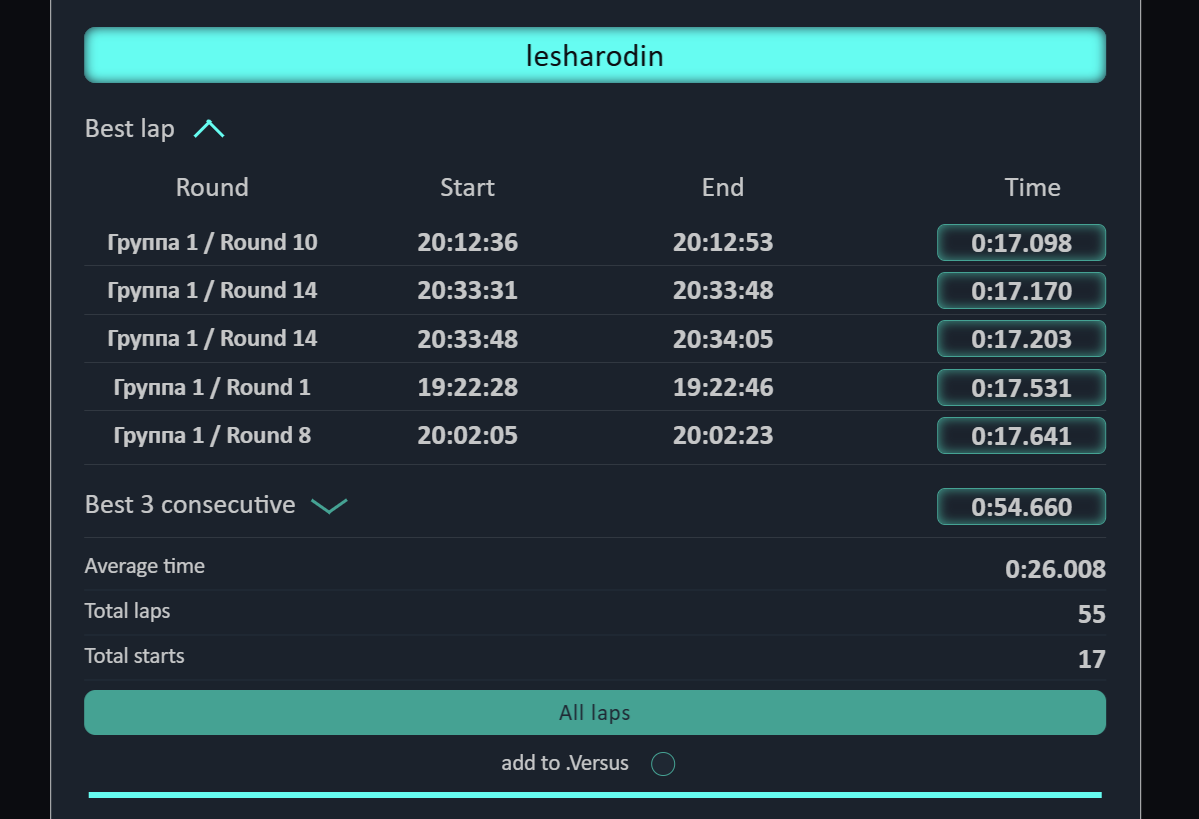 lesharodin
Best lap
Round Start End Time
Группа 1 / Round 10 20:12:36 20:12:53 0:17.098
Группа 1 / Round 14 20:33:31 20:33:48 0:17.170
Группа 1 / Round 14 20:33:48 20:34:05 0:17.203
Группа 1 / Round 1 19:22:28 19:22:46 0:17.531
Группа 1 / Round 8 20:02:05 20:02:23 0:17.641
Best 3 consecutive 0:54.660
Average time 0:26.008
Total laps 55
Total starts 17
All laps
add to .Versus